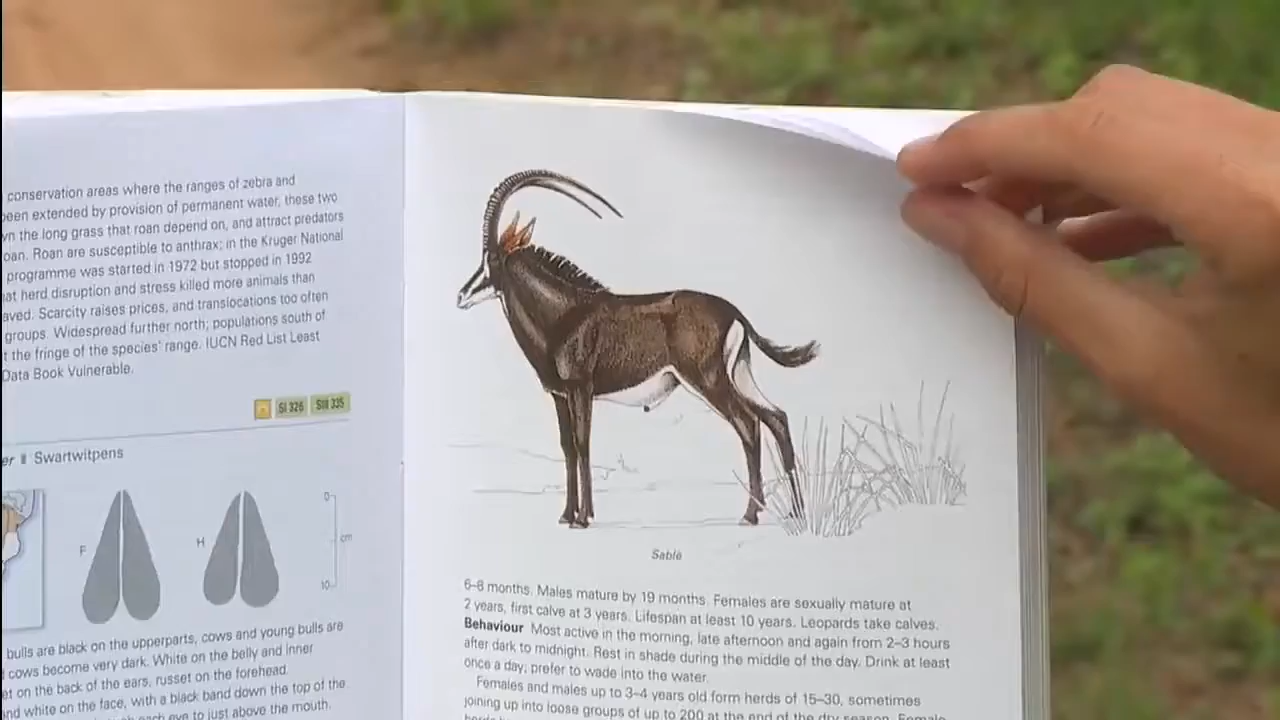 conservation areas where the ranges of zebra and
been extended by provision of permanent water, these two
wn the long grass that roan depend on, and attract predators
oan. Roan are susceptible to anthrax; in the Kruger National
programme was started in 1972 but stopped in 1992
hat herd disruption and stress killed more animals than
aved. Scarcity raises prices, and translocations too often
groups. Widespread further north; populations south of
t the fringe of the species' range. IUCN Red List Least
Data Book Vulnerable.
SI 326 SW 335
er Swartwitpens
F H 0 cm 10
bulls are black on the upperparts, cows and young bulls are
cows become very dark. White on the belly and inner
et on the back of the ears, russet on the forehead.
and white on the face, with a black band down the top of the
each eye to just above the mouth.
Sable
6–8 months. Males mature by 19 months. Females are sexually mature at
2 years, first calve at 3 years. Lifespan at least 10 years. Leopards take calves.
Behaviour Most active in the morning, late afternoon and again from 2–3 hours
after dark to midnight. Rest in shade during the middle of the day. Drink at least
once a day; prefer to wade into the water.
Females and males up to 3–4 years old form herds of 15–30, sometimes
joining up into loose groups of up to 200 at the end of the dry season. Female